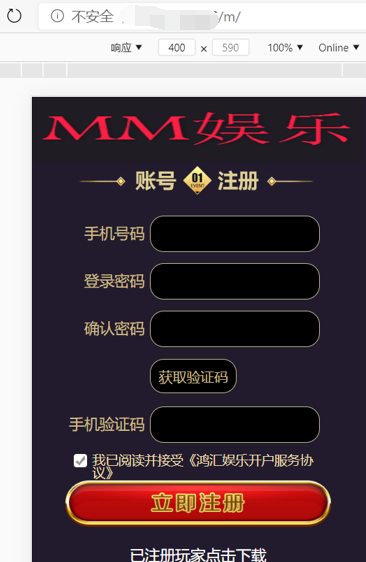 不安全
/m/
响应 ▼ 400 × 590 100% ▼ Online ▼
MM娱乐
账号 01 EVENT 注册
手机号码
登录密码
确认密码
获取验证码
手机验证码
我已阅读并接受《鸿汇娱乐开户服务协
议》
立即注册
已注册玩家点击下载